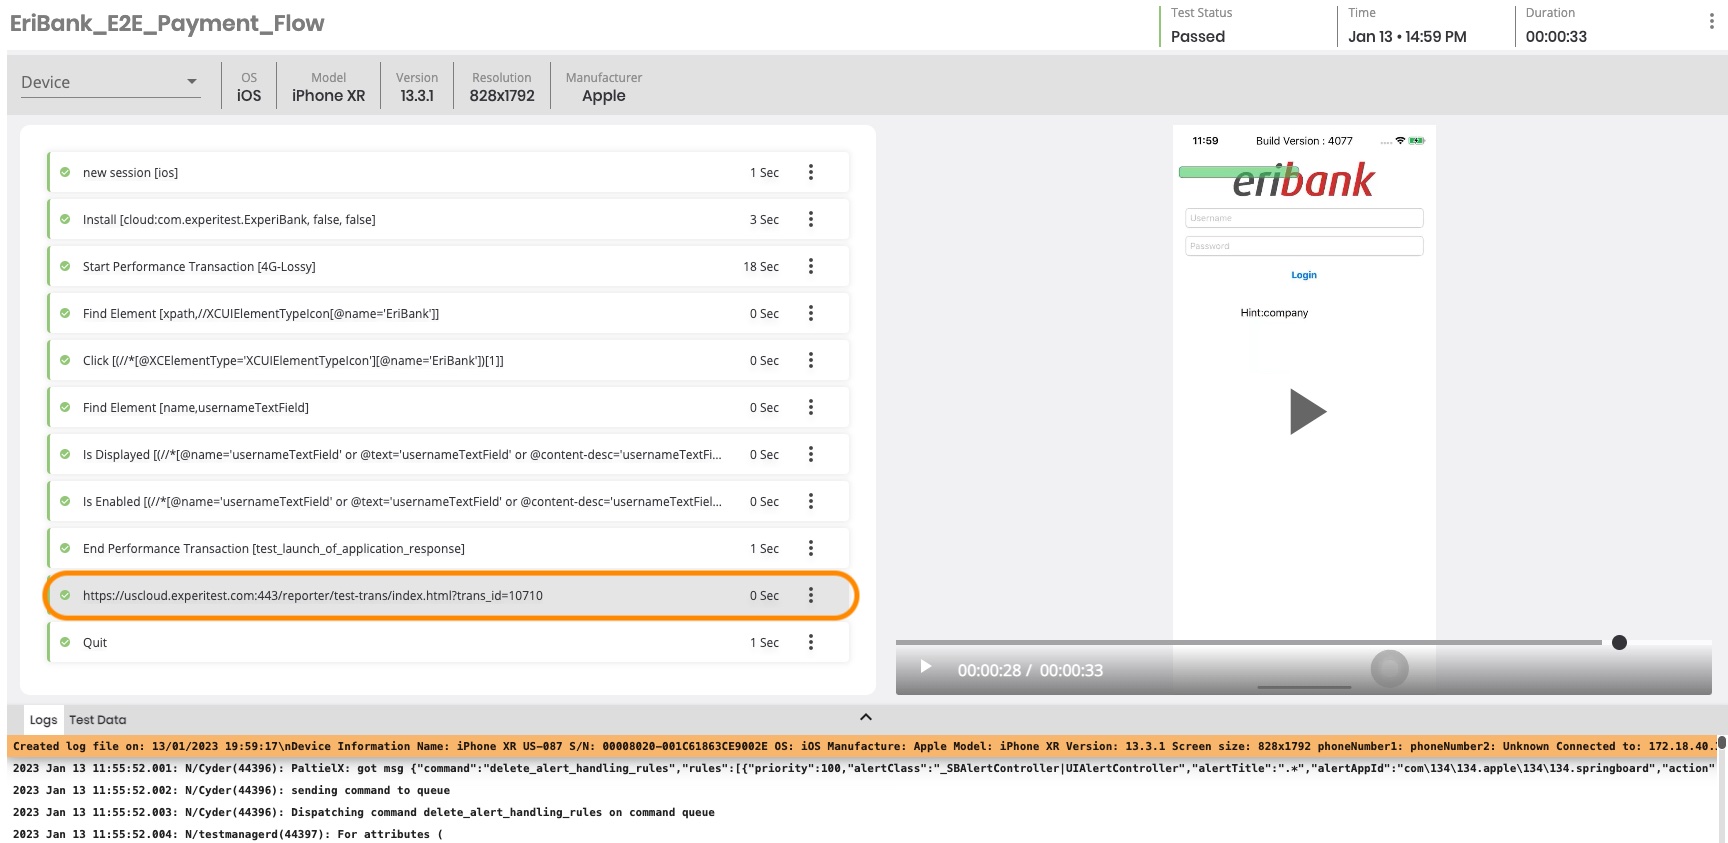 EriBank_E2E_Payment_Flow
Test Status
Passed
Time
Jan 13 • 14:59 PM
Duration
00:00:33
Device
OS
iOS
Model
iPhone XR
Version
13.3.1
Resolution
828x1792
Manufacturer
Apple
new session [ios] 1 Sec
Install [cloud:com.experitest.ExperiBank, false, false] 3 Sec
Start Performance Transaction [4G-Lossy] 18 Sec
Find Element [xpath,//XCUIElementTypeIcon[@name='EriBank']] 0 Sec
Click [(//*[@XCElementType='XCUIElementTypeIcon'][@name='EriBank'])[1]] 0 Sec
Find Element [name,usernameTextField] 0 Sec
Is Displayed [(//*[@name='usernameTextField' or @text='usernameTextField' or @content-desc='usernameTextFi... 0 Sec
Is Enabled [(//*[@name='usernameTextField' or @text='usernameTextField' or @content-desc='usernameTextFiel... 0 Sec
End Performance Transaction [test_launch_of_application_response] 1 Sec
https://uscloud.experitest.com:443/reporter/test-trans/index.html?trans_id=10710 0 Sec
Quit 1 Sec
11:59 Build Version : 4077
eribank
Username
Password
Login
Hint:company
00:00:28 / 00:00:33
Logs Test Data
Created log file on: 13/01/2023 19:59:17\nDevice Information Name: iPhone XR US-087 S/N: 00008020-001C61863CE9002E OS: iOS Manufacture: Apple Model: iPhone XR Version: 13.3.1 Screen size: 828x1792 phoneNumber1: phoneNumber2: Unknown Connected to: 172.18.40.
2023 Jan 13 11:55:52.001: N/Cyder(44396): PaltielX: got msg {"command":"delete_alert_handling_rules","rules":[{"priority":100,"alertClass":"_SBAlertController|UIAlertController","alertTitle":".*","alertAppId":"com\134\134.apple\134\134.springboard","action"
2023 Jan 13 11:55:52.002: N/Cyder(44396): sending command to queue
2023 Jan 13 11:55:52.003: N/Cyder(44396): Dispatching command delete_alert_handling_rules on command queue
2023 Jan 13 11:55:52.004: N/testmanagerd(44397): For attributes (